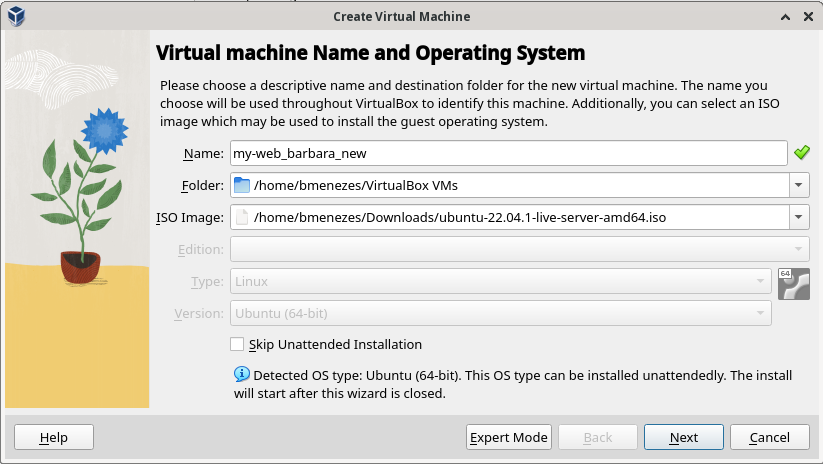 Create Virtual Machine
Virtual machine Name and Operating System
Please choose a descriptive name and destination folder for the new virtual machine. The name you
choose will be used throughout VirtualBox to identify this machine. Additionally, you can select an ISO
image which may be used to install the guest operating system.
Name: my-web_barbara_new
Folder: /home/bmenezes/VirtualBox VMs
ISO Image: /home/bmenezes/Downloads/ubuntu-22.04.1-live-server-amd64.iso
Edition:
Type: Linux 64
Version: Ubuntu (64-bit)
Skip Unattended Installation
Detected OS type: Ubuntu (64-bit). This OS type can be installed unattendedly. The install
will start after this wizard is closed.
Help Expert Mode Back Next Cancel